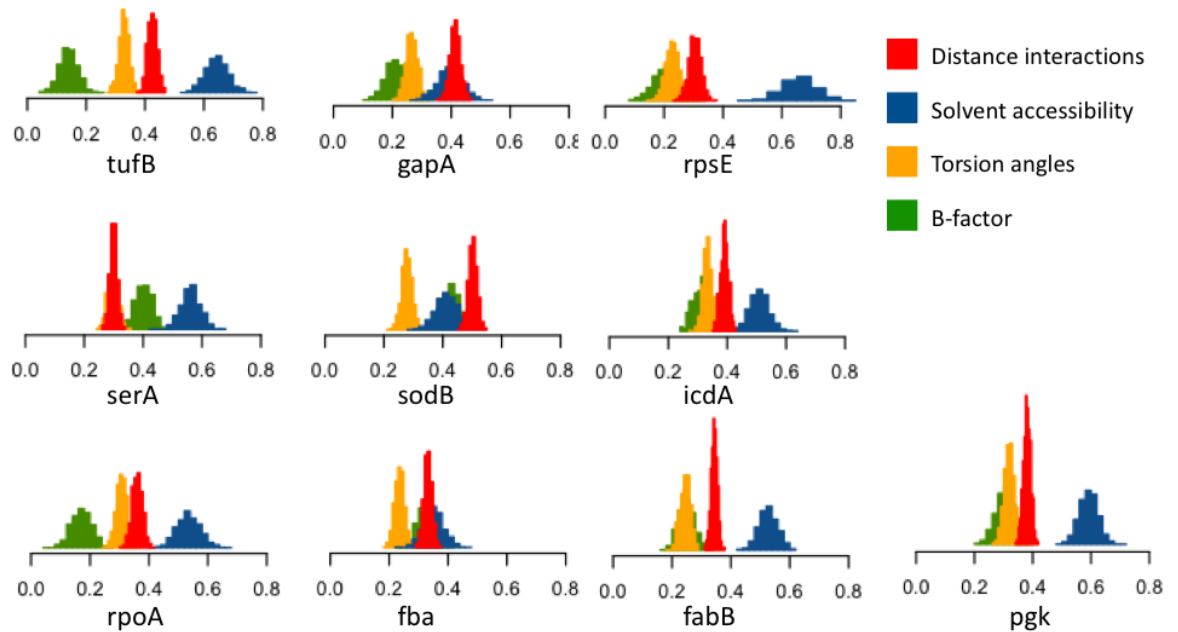 Distance interactions
Solvent accessibility
Torsion angles
B-factor
0.0 0.2 0.4 0.6 0.8
tufB
0.0 0.2 0.4 0.6 0.8
gapA
0.0 0.2 0.4 0.6 0.8
rpsE
0.0 0.2 0.4 0.6 0.8
serA
0.0 0.2 0.4 0.6 0.8
sodB
0.0 0.2 0.4 0.6 0.8
icdA
0.0 0.2 0.4 0.6 0.8
rpoA
0.0 0.2 0.4 0.6 0.8
fba
0.0 0.2 0.4 0.6 0.8
fabB
0.0 0.2 0.4 0.6 0.8
pgk